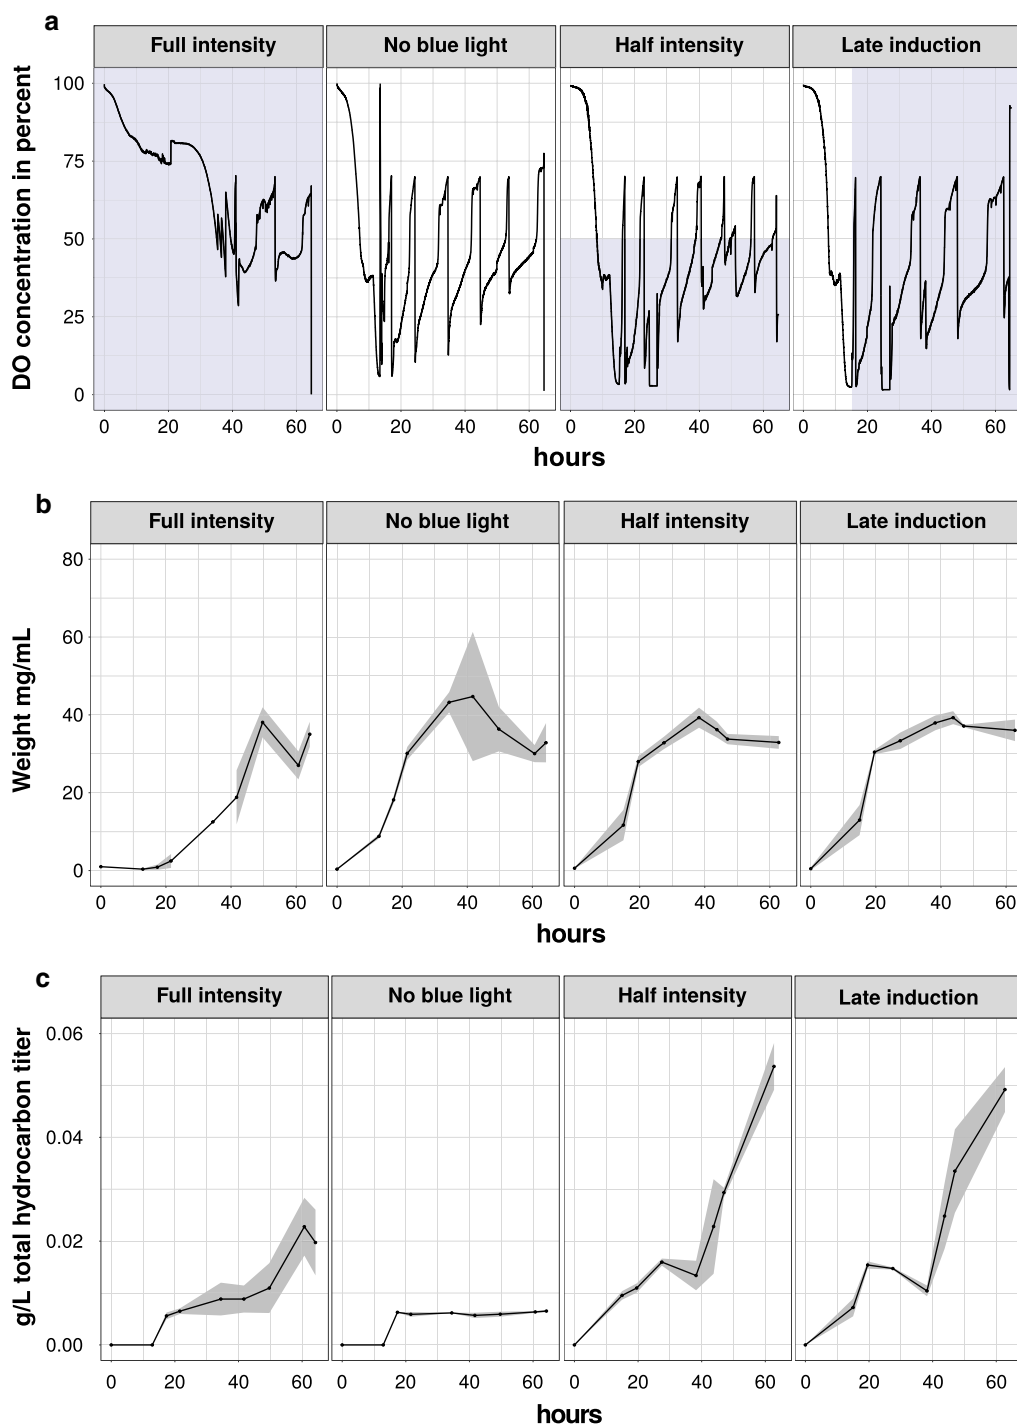 a
Full intensity No blue light Half intensity Late induction
DO concentration in percent
100
75
50
25
0
0 20 40 60 0 20 40 60 0 20 40 60 0 20 40 60
hours
b
Full intensity No blue light Half intensity Late induction
Weight mg/mL
80
60
40
20
0
0 20 40 60 0 20 40 60 0 20 40 60 0 20 40 60
hours
c
Full intensity No blue light Half intensity Late induction
g/L total hydrocarbon titer
0.06
0.04
0.02
0.00
0 20 40 60 0 20 40 60 0 20 40 60 0 20 40 60
hours